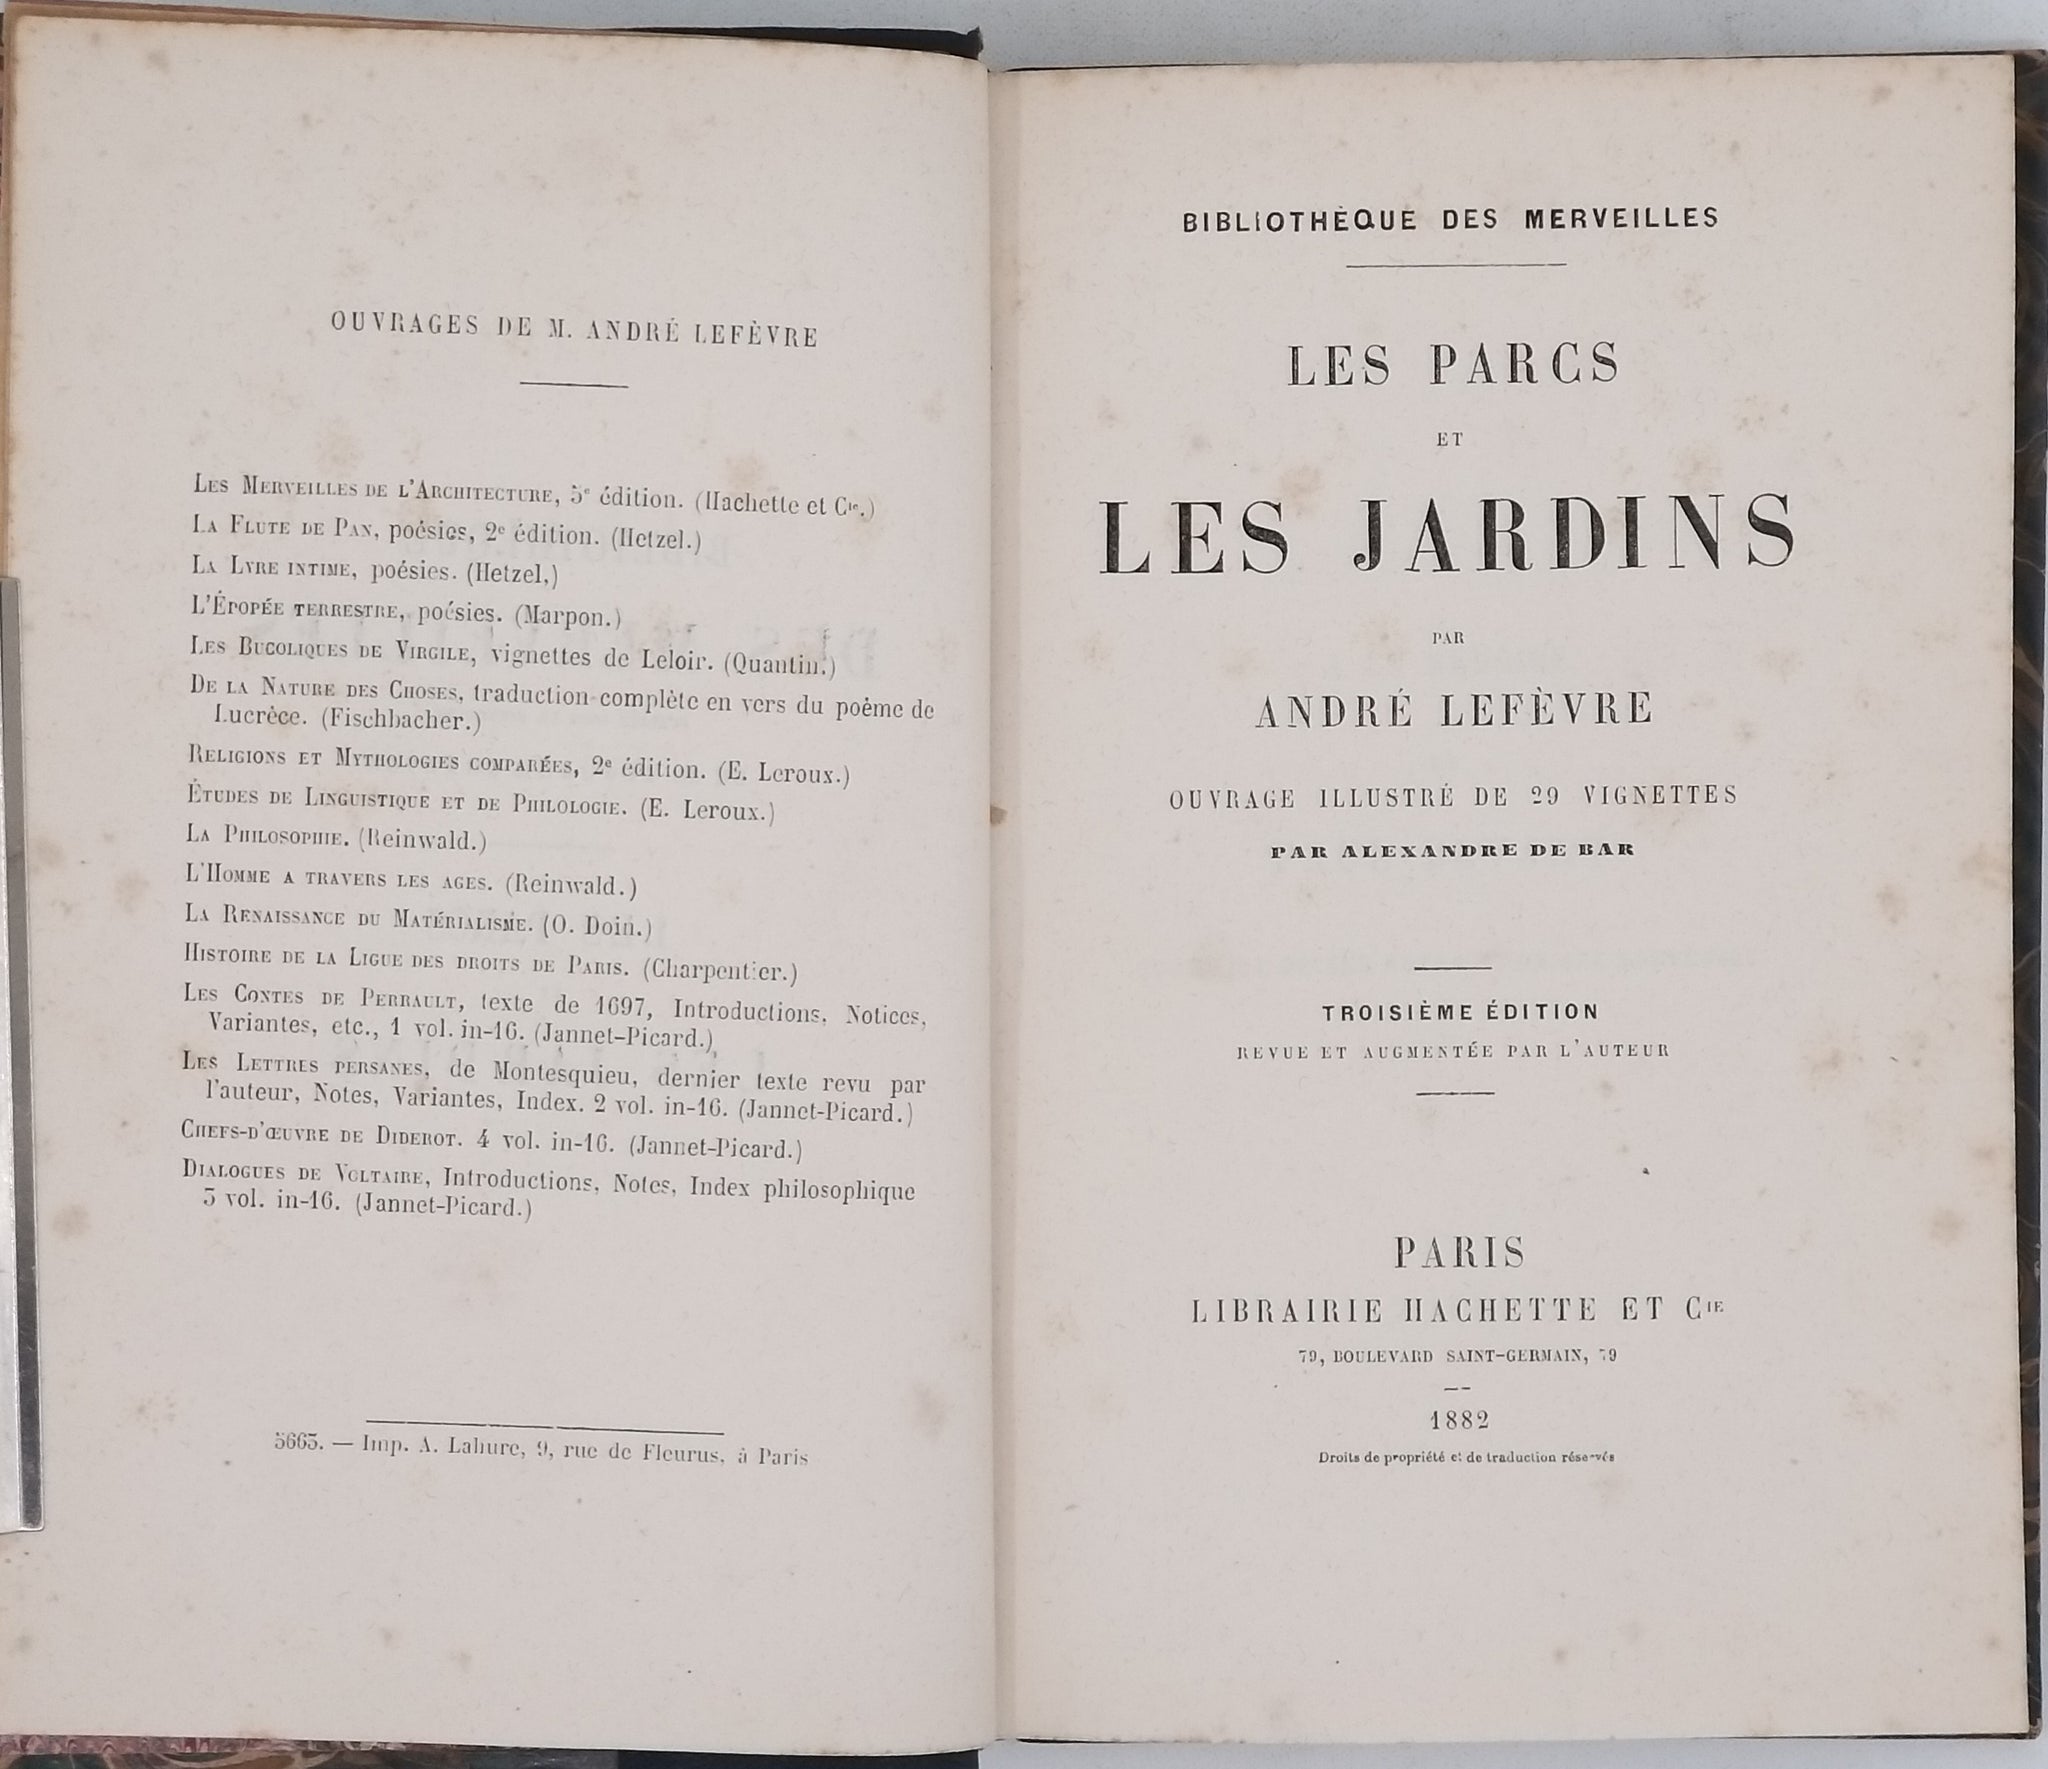 OUVRAGES DE M. ANDRÉ LEFÈVRE
LES MERVEILLES DE L'ARCHITECTURE, 5e édition. (Hachette et Cie.)
LA FLUTE DE PAN, poésies, 2e édition. (Hetzel.)
LA LYRE INTIME, poésies. (Hetzel,)
L'ÉPOPÉE TERRESTRE, poésies. (Marpon.)
LES BUCOLIQUES DE VIRGILE, vignettes de Leloir. (Quantin.)
DE LA NATURE DES CHOSES, traduction complète en vers du poème de
Lucrèce. (Fischbacher.)
RELIGIONS ET MYTHOLOGIES COMPARÉES, 2e édition. (E. Leroux.)
ÉTUDES DE LINGUISTIQUE ET DE PHILOLOGIE. (E. Leroux.)
LA PHILOSOPHIE. (Reinwald.)
L'HOMME A TRAVERS LES AGES. (Reinwald.)
LA RENAISSANCE DU MATÉRIALISME. (O. Doin.)
HISTOIRE DE LA LIGUE DES DROITS DE PARIS. (Charpentier.)
LES CONTES DE PERRAULT, texte de 1697, Introductions, Notices,
Variantes, etc., 1 vol. in-16. (Jannet-Picard.)
LES LETTRES PERSANES, de Montesquieu, dernier texte revu par
l'auteur, Notes, Variantes, Index. 2 vol. in-16. (Jannet-Picard.)
CHEFS-D'ŒUVRE DE DIDEROT. 4 vol. in-16. (Jannet-Picard.)
DIALOGUES DE VOLTAIRE, Introductions, Notes, Index philosophique
3 vol. in-16. (Jannet-Picard.)
5663. — Imp. A. Lahure, 9, rue de Fleurus, à Paris
BIBLIOTHÈQUE DES MERVEILLES
LES PARCS
ET
LES JARDINS
PAR
ANDRÉ LEFÈVRE
OUVRAGE ILLUSTRÉ DE 29 VIGNETTES
PAR ALEXANDRE DE BAR
TROISIÈME ÉDITION
REVUE ET AUGMENTÉE PAR L'AUTEUR
PARIS
LIBRAIRIE HACHETTE ET CIE
79, BOULEVARD SAINT-GERMAIN, 79
1882
Droits de propriété et de traduction réservés